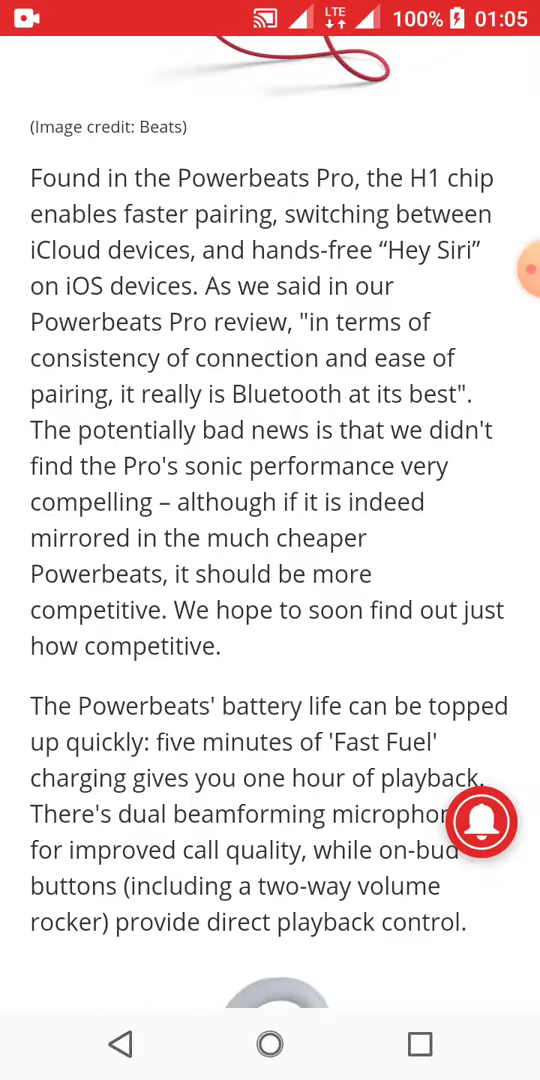 LTE 100% 01:05
(Image credit: Beats)
Found in the Powerbeats Pro, the H1 chip
enables faster pairing, switching between
iCloud devices, and hands-free “Hey Siri”
on iOS devices. As we said in our
Powerbeats Pro review, "in terms of
consistency of connection and ease of
pairing, it really is Bluetooth at its best".
The potentially bad news is that we didn't
find the Pro's sonic performance very
compelling – although if it is indeed
mirrored in the much cheaper
Powerbeats, it should be more
competitive. We hope to soon find out just
how competitive.
The Powerbeats' battery life can be topped
up quickly: five minutes of 'Fast Fuel'
charging gives you one hour of playback.
There's dual beamforming
for improved call quality, while on-bud
buttons (including a two-way volume
rocker) provide direct playback control.